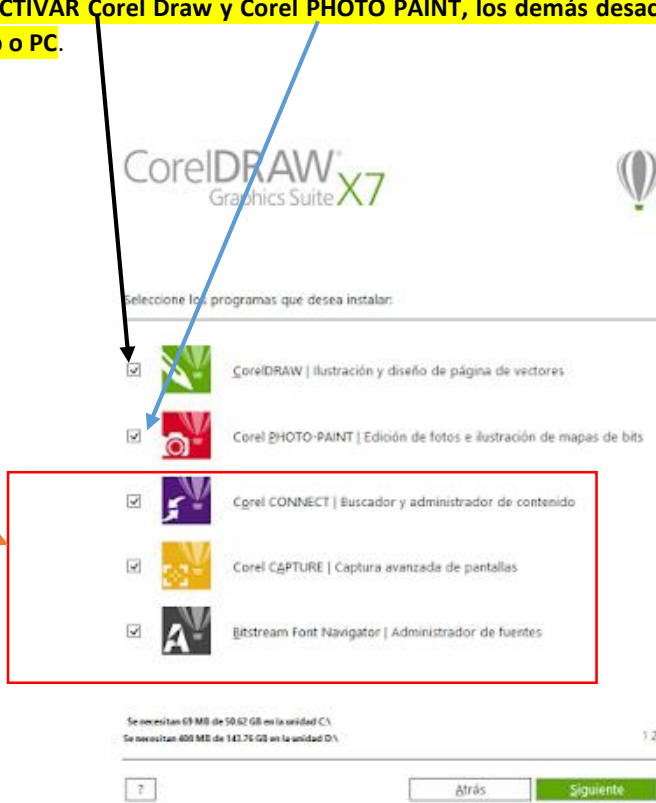 CTIVAR Corel Draw y Corel PHOTO PAINT, los demás desac
o PC.
CorelDRAW
Graphics Suite X7
Seleccione los programas que desea instalar:
CorelDRAW | Ilustración y diseño de página de vectores
Corel PHOTO-PAINT | Edición de fotos e ilustración de mapas de bits
Corel CONNECT | Buscador y administrador de contenido
Corel CAPTURE | Captura avanzada de pantallas
Bitstream Font Navigator | Administrador de fuentes
Se necesitan 69 MB de 50.62 GB en la unidad C:\
Se necesitan 408 MB de 143.76 GB en la unidad D:\
1 2
?
Atrás
Siguiente